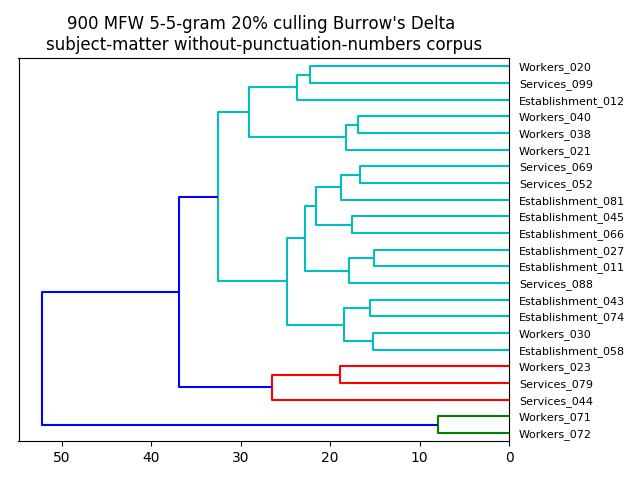 900 MFW 5-5-gram 20% culling Burrow's Delta
subject-matter without-punctuation-numbers corpus
Workers_020
Services_099
Establishment_012
Workers_040
Workers_038
Workers_021
Services_069
Services_052
Establishment_081
Establishment_045
Establishment_066
Establishment_027
Establishment_011
Services_088
Establishment_043
Establishment_074
Workers_030
Establishment_058
Workers_023
Services_079
Services_044
Workers_071
Workers_072
50 40 30 20 10 0